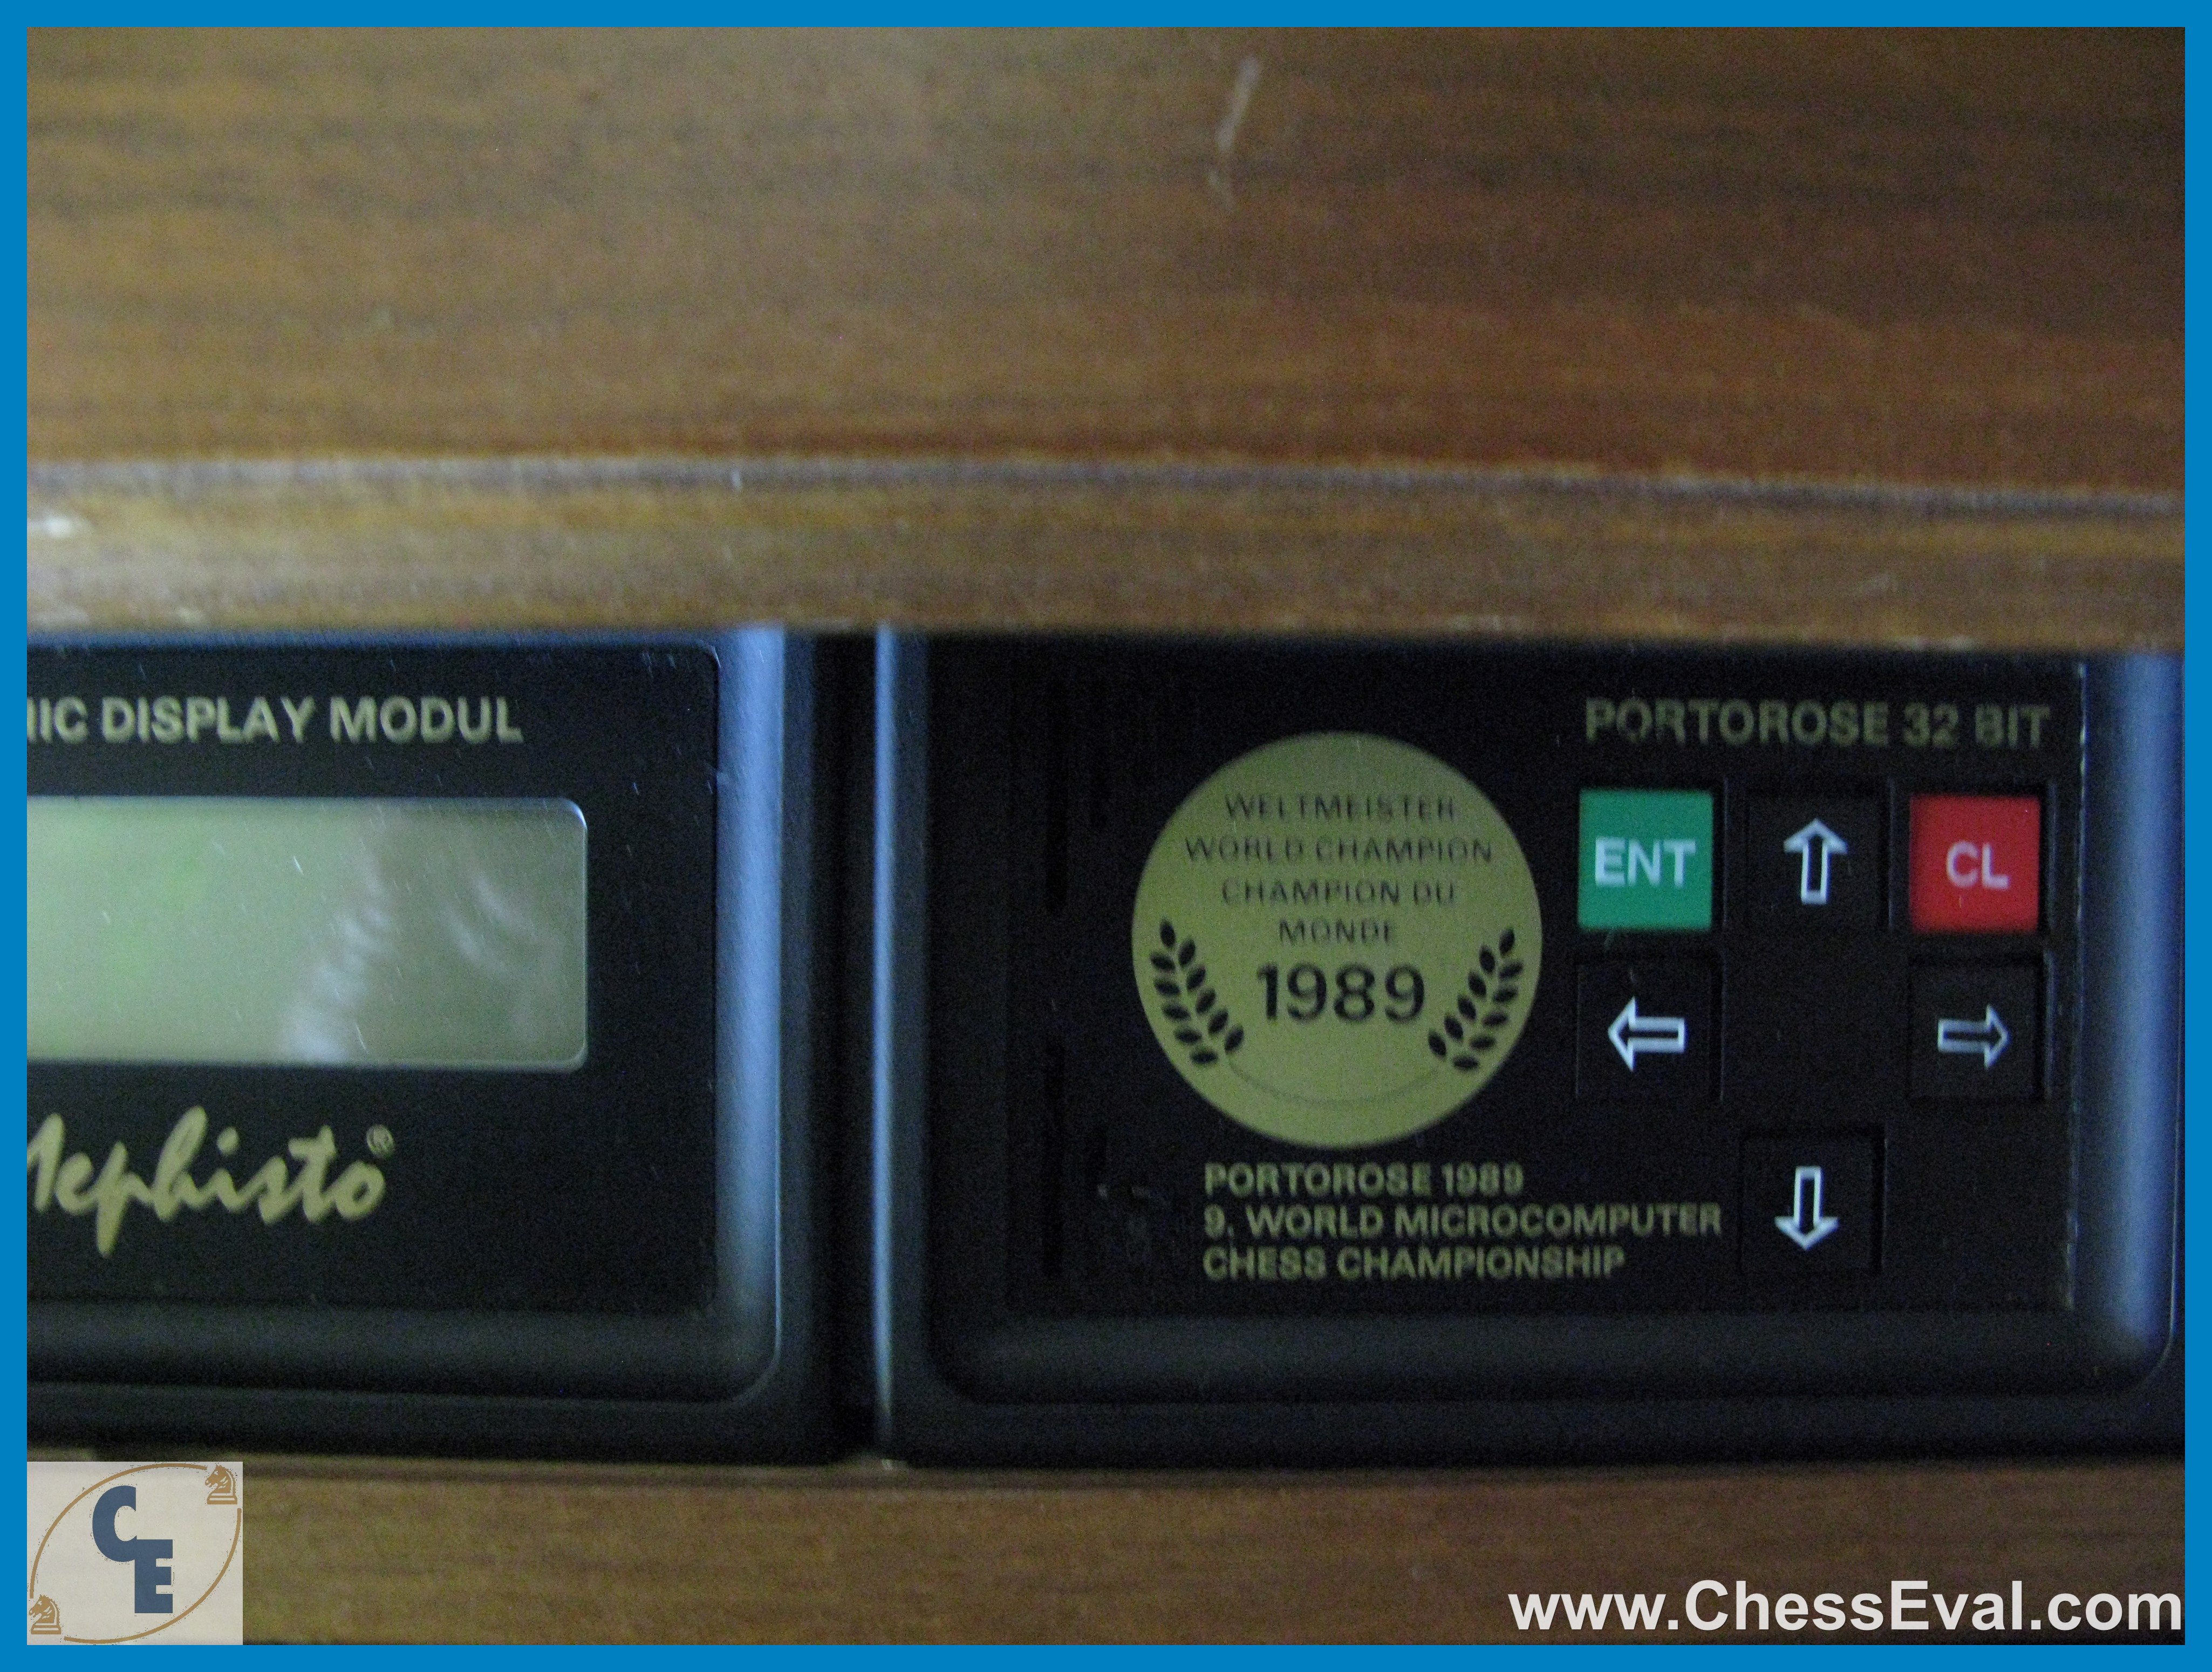 NIC DISPLAY MODUL
Mephisto®
PORTOROSE 32 BIT
WELTMEISTER
WORLD CHAMPION
CHAMPION DU
MONDE
1989
ENT
CL
PORTOROSE 1989
9. WORLD MICROCOMPUTER
CHESS CHAMPIONSHIP
CE
www.ChessEval.com